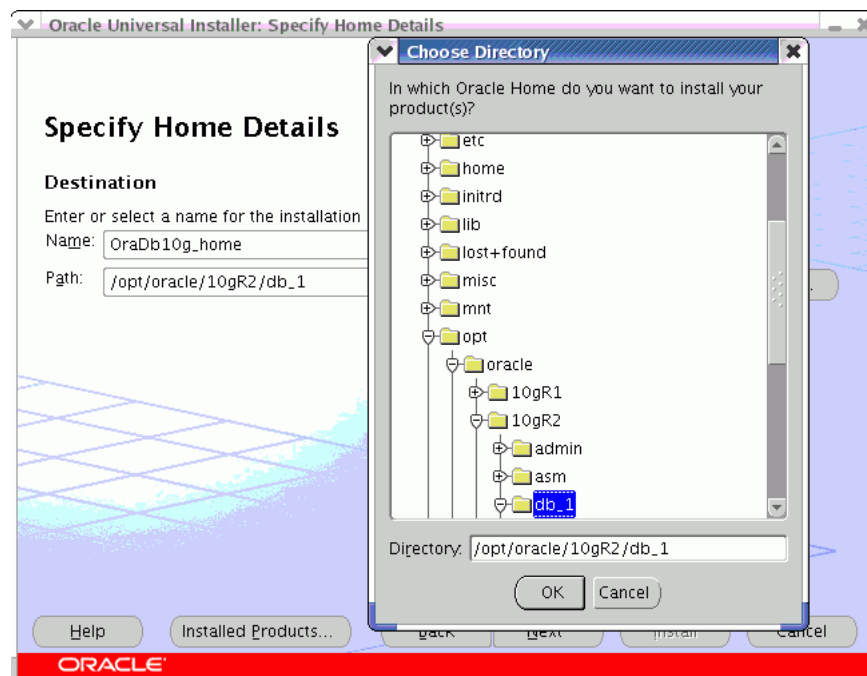 Oracle Universal Installer: Specify Home Details
Choose Directory
In which Oracle Home do you want to install your
product(s)?
Specify Home Details
Destination
Enter or select a name for the installation
Name: OraDb10g_home
Path: /opt/oracle/10gR2/db_1
etc
home
initrd
lib
lost+found
misc
mnt
opt
oracle
10gR1
10gR2
admin
asm
db_1
Directory: /opt/oracle/10gR2/db_1
OK Cancel
Help Installed Products... Back Next Install Cancel
ORACLE